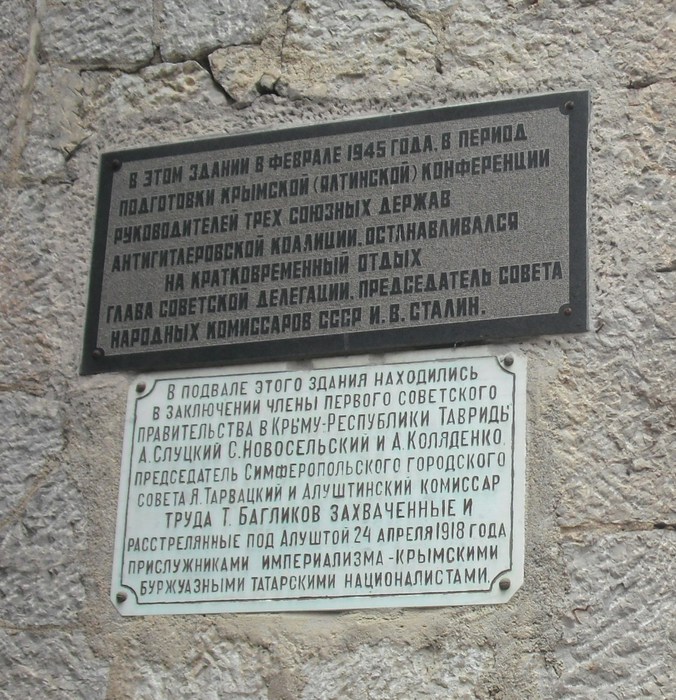 В ЭТОМ ЗДАНИИ В ФЕВРАЛЕ 1945 ГОДА, В ПЕРИОД
ПОДГОТОВКИ КРЫМСКОЙ (ЯЛТИНСКОЙ) КОНФЕРЕНЦИИ
РУКОВОДИТЕЛЕЙ ТРЕХ СОЮЗНЫХ ДЕРЖАВ
АНТИГИТЛЕРОВСКОЙ КОАЛИЦИИ, ОСТАНАВЛИВАЛСЯ
НА КРАТКОВРЕМЕННЫЙ ОТДЫХ
ГЛАВА СОВЕТСКОЙ ДЕЛЕГАЦИИ, ПРЕДСЕДАТЕЛЬ СОВЕТА
НАРОДНЫХ КОМИССАРОВ СССР И. В. СТАЛИН.
В ПОДВАЛЕ ЭТОГО ЗДАНИЯ НАХОДИЛИСЬ
В ЗАКЛЮЧЕНИИ ЧЛЕНЫ ПЕРВОГО СОВЕТСКОГО
ПРАВИТЕЛЬСТВА В КРЫМУ-РЕСПУБЛИКИ ТАВРИДЫ
А.СЛУЦКИЙ С.НОВОСЕЛЬСКИЙ И А.КОЛЯДЕНКО,
ПРЕДСЕДАТЕЛЬ СИМФЕРОПОЛЬСКОГО ГОРОДСКОГО
СОВЕТА Я.ТАРВАЦКИЙ И АЛУШТИНСКИЙ КОМИССАР
ТРУДА Т. БАГЛИКОВ ЗАХВАЧЕННЫЕ И
РАССТРЕЛЯННЫЕ ПОД АЛУШТОЙ 24 АПРЕЛЯ 1918 ГОДА
ПРИСЛУЖНИКАМИ ИМПЕРИАЛИЗМА-КРЫМСКИМИ
БУРЖУАЗНЫМИ ТАТАРСКИМИ НАЦИОНАЛИСТАМИ.